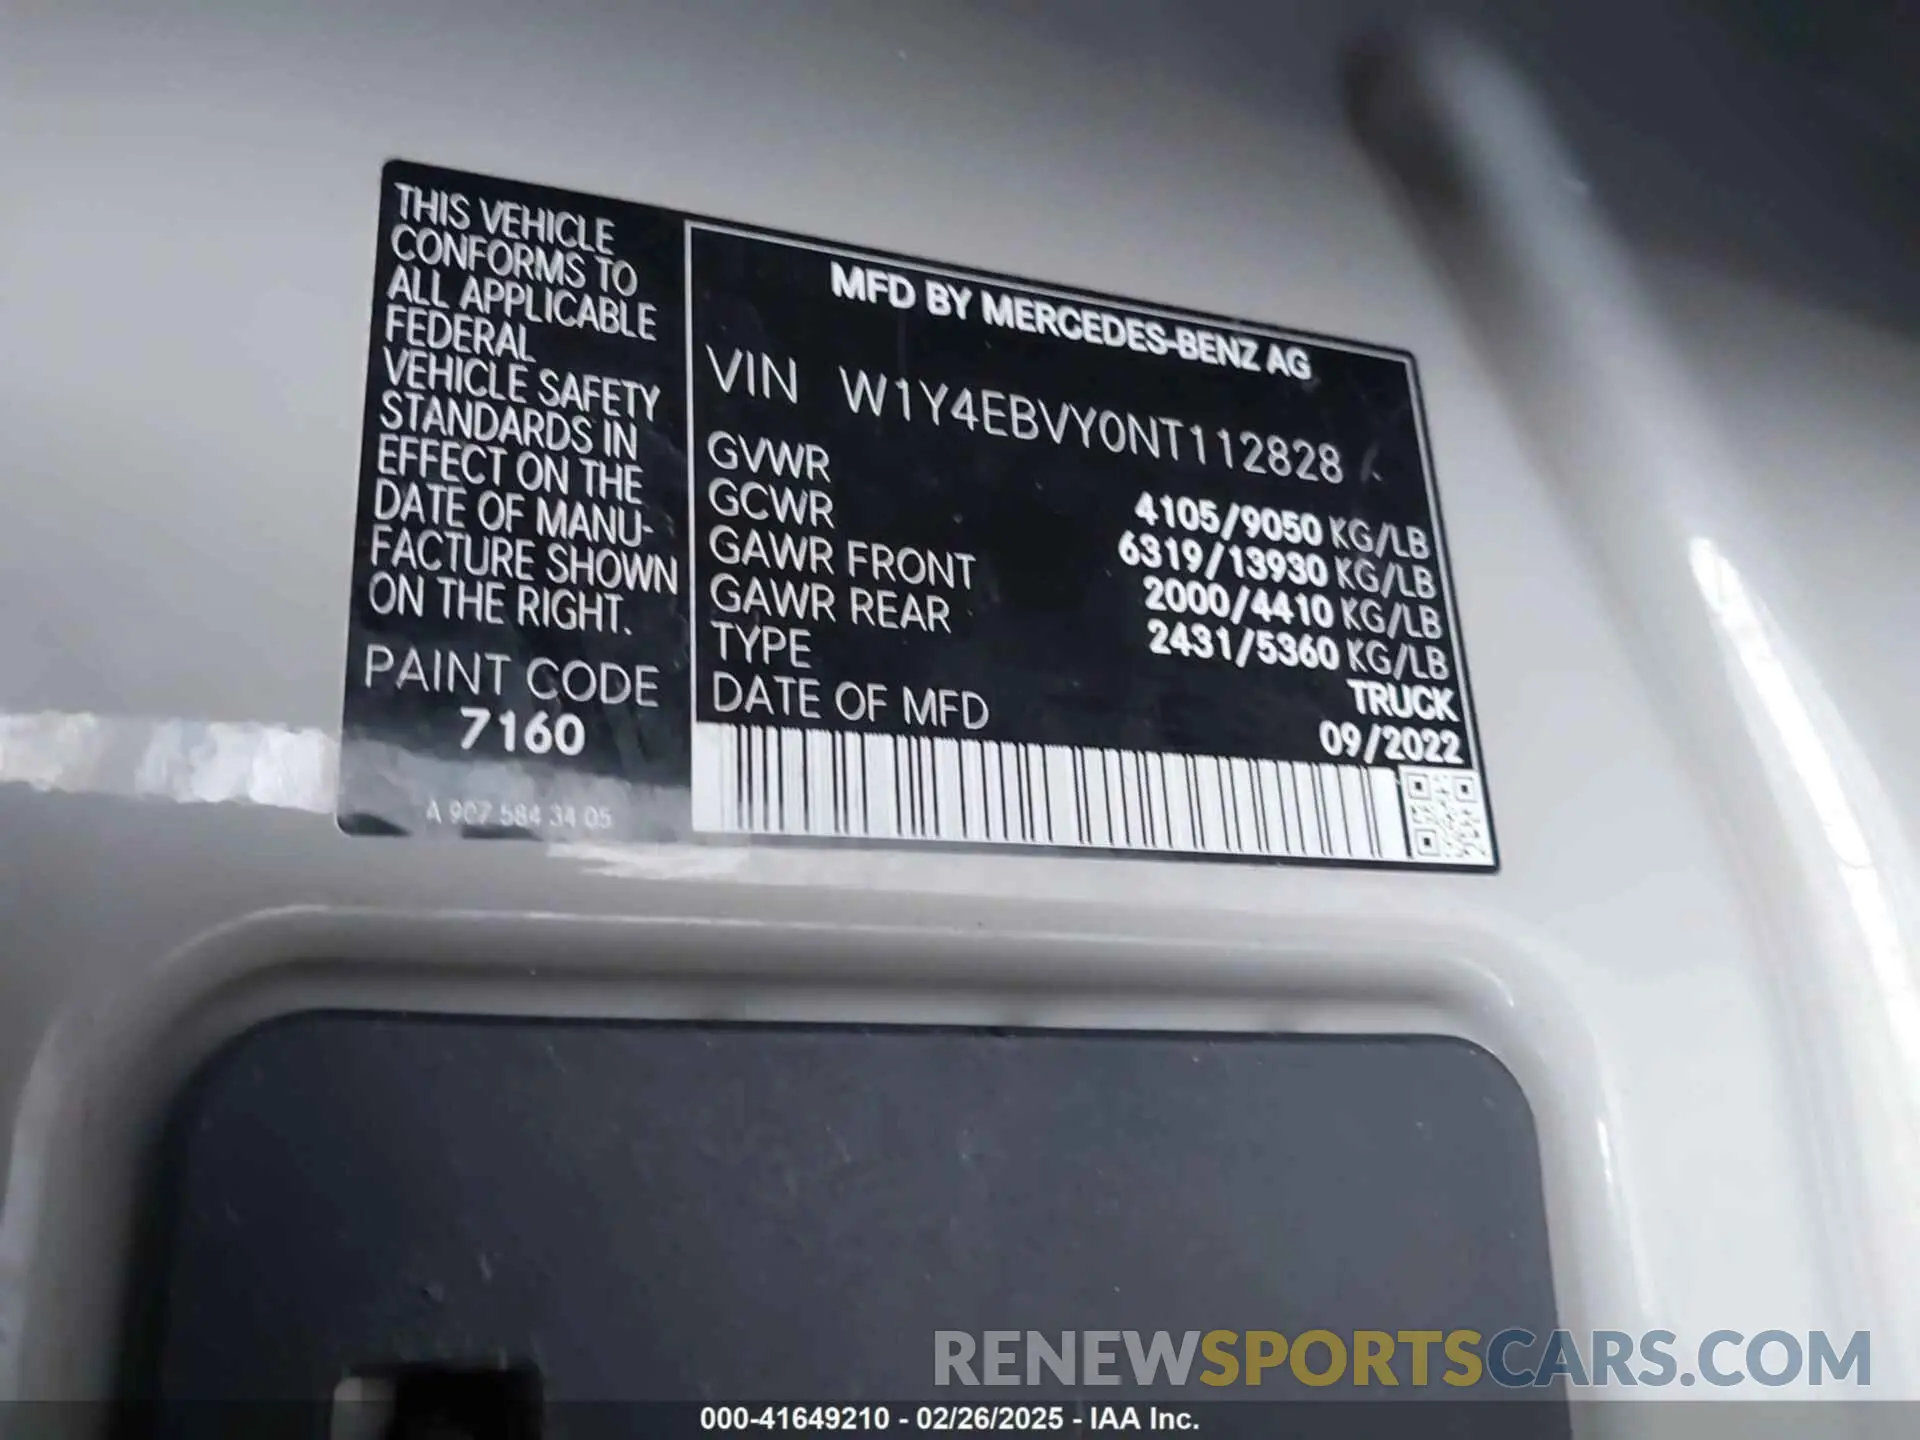 THIS VEHICLE
CONFORMS TO
ALL APPLICABLE
FEDERAL
VEHICLE SAFETY
STANDARDS IN
EFFECT ON THE
DATE OF MANU-
FACTURE SHOWN
ON THE RIGHT.
PAINT CODE
7160
A 907 584 34 05
MFD BY MERCEDES-BENZ AG
VIN W1Y4EBVY0NT112828
GVWR 4105/9050 KG/LB
GCWR 6319/13930 KG/LB
GAWR FRONT 2000/4410 KG/LB
GAWR REAR 2431/5360 KG/LB
TYPE TRUCK
DATE OF MFD 09/2022
RENEWSPORTSCARS.COM
000-41649210 - 02/26/2025 - IAA Inc.